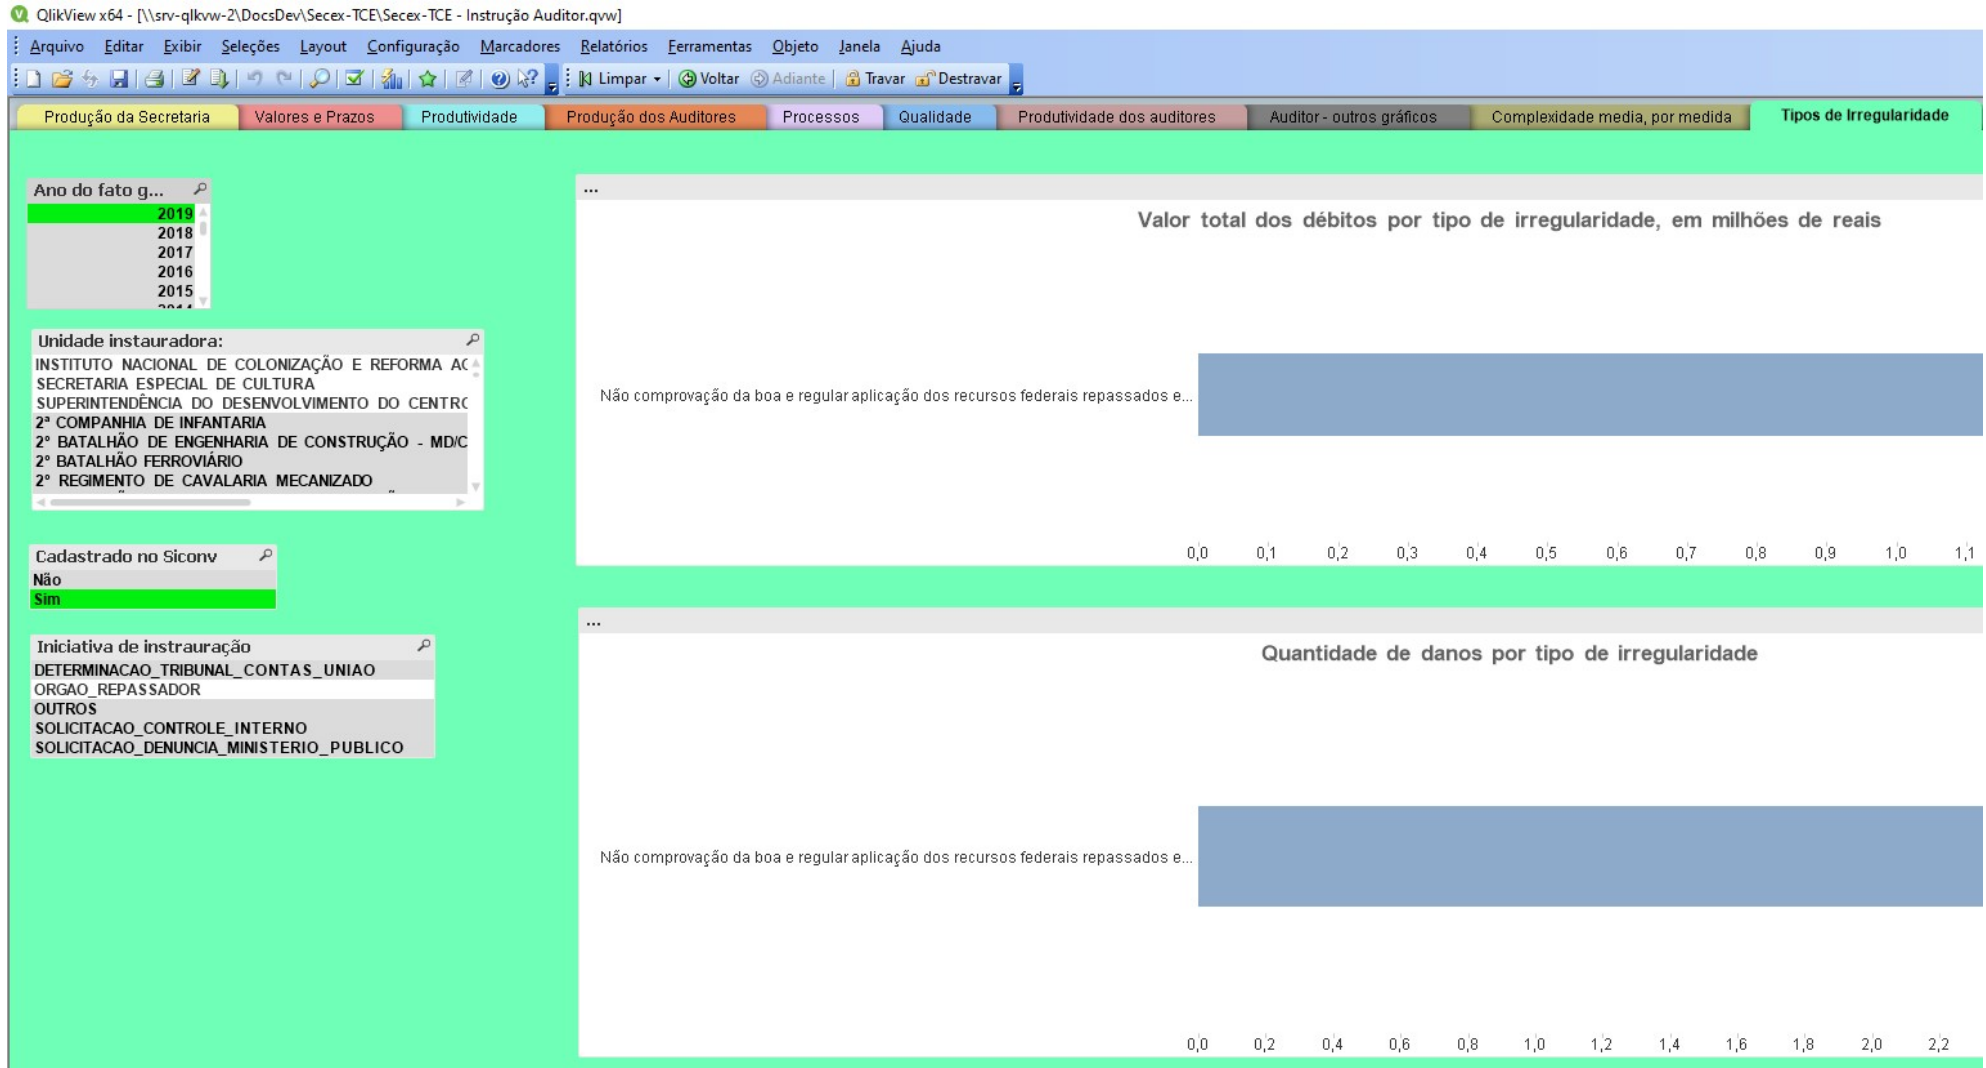 QlikView x64 - [\\srv-qlkvw-2\DocsDev\Secex-TCE\Secex-TCE - Instrução Auditor.qvw]
Arquivo Editar Exibir Seleções Layout Configuração Marcadores Relatórios Ferramentas Objeto Janela Ajuda
Limpar Voltar Adiante Travar Destravar
Produção da Secretaria Valores e Prazos Produtividade Produção dos Auditores Processos Qualidade Produtividade dos auditores Auditor - outros gráficos Complexidade media, por medida Tipos de Irregularidade
Ano do fato g...
2019
2018
2017
2016
2015
2014
Unidade instauradora:
INSTITUTO NACIONAL DE COLONIZAÇÃO E REFORMA
SECRETARIA ESPECIAL DE CULTURA
SUPERINTENDÊNCIA DO DESENVOLVIMENTO DO CENTRO
2ª COMPANHIA DE INFANTARIA
2º BATALHÃO DE ENGENHARIA DE CONSTRUÇÃO - MD/C
2º BATALHÃO FERROVIÁRIO
2º REGIMENTO DE CAVALARIA MECANIZADO
Cadastrado no Siconv
Não
Sim
Iniciativa de instrauração
DETERMINACAO_TRIBUNAL_CONTAS_UNIAO
ORGAO_REPASSADOR
OUTROS
SOLICITACAO_CONTROLE_INTERNO
SOLICITACAO_DENUNCIA_MINISTERIO_PUBLICO
...
Valor total dos débitos por tipo de irregularidade, em milhões de reais
Não comprovação da boa e regular aplicação dos recursos federais repassados e...
0,0 0,1 0,2 0,3 0,4 0,5 0,6 0,7 0,8 0,9 1,0 1,1
...
Quantidade de danos por tipo de irregularidade
Não comprovação da boa e regular aplicação dos recursos federais repassados e...
0,0 0,2 0,4 0,6 0,8 1,0 1,2 1,4 1,6 1,8 2,0 2,2